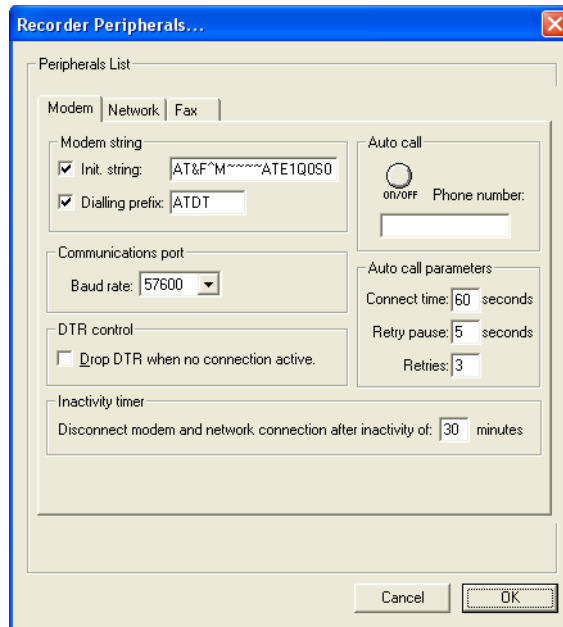 Recorder Peripherals...
Peripherals List
Modem Network Fax
Modem string
Init. string: AT&F^M~~~~ATE1Q0S0
Dialling prefix: ATDT
Auto call
on/off Phone number:
Communications port
Baud rate: 57600
Auto call parameters
Connect time: 60 seconds
Retry pause: 5 seconds
Retries: 3
DTR control
Drop DTR when no connection active.
Inactivity timer
Disconnect modem and network connection after inactivity of: 30 minutes
Cancel OK